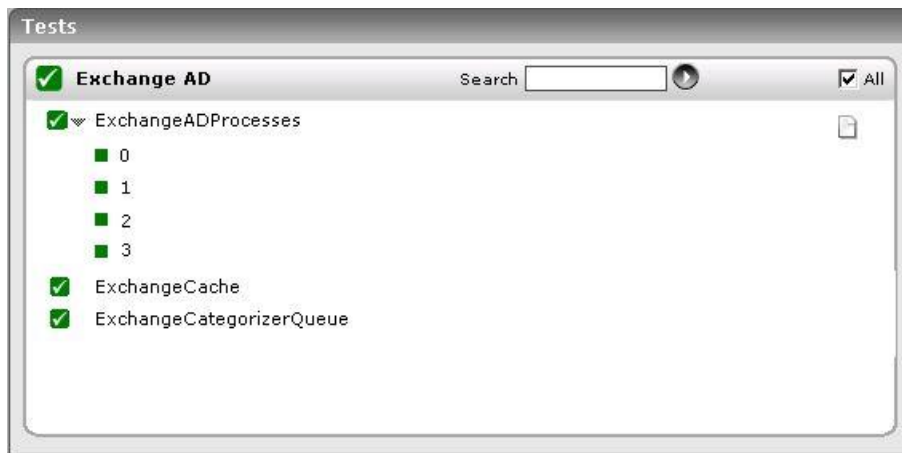 Tests
Exchange AD Search All
ExchangeADProcesses
0
1
2
3
ExchangeCache
ExchangeCategorizerQueue